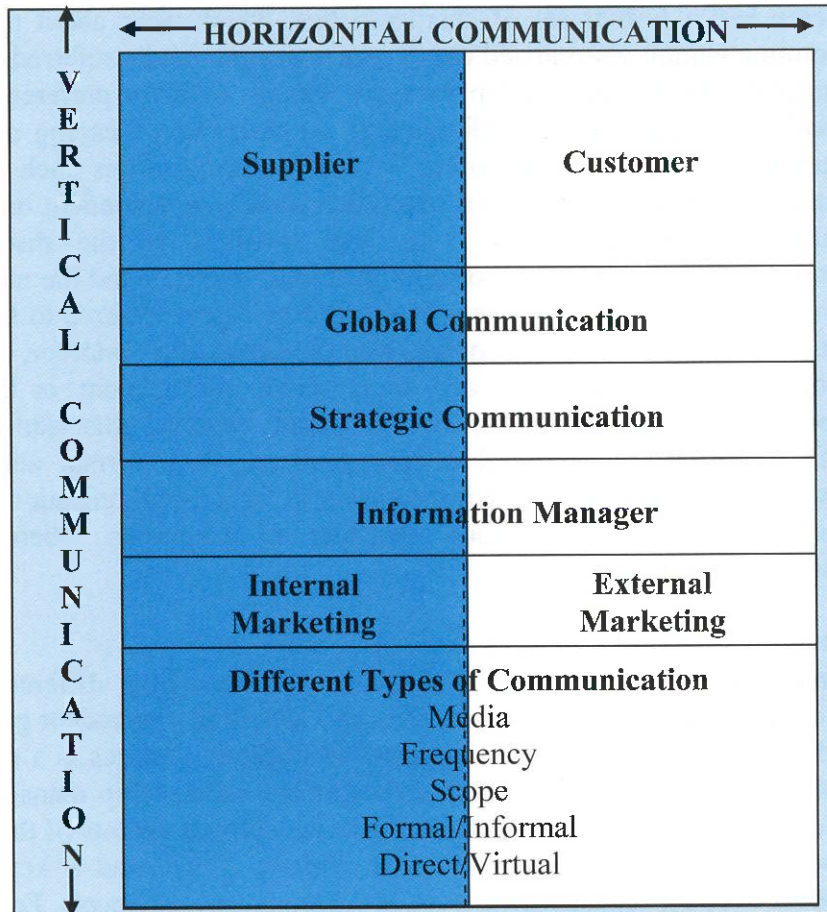 HORIZONTAL COMMUNICATION
VERTICAL COMMUNICATION
Supplier
Customer
Global Communication
Strategic Communication
Information Manager
Internal
Marketing
External
Marketing
Different Types of Communication
Media
Frequency
Scope
Formal/Informal
Direct/Virtual